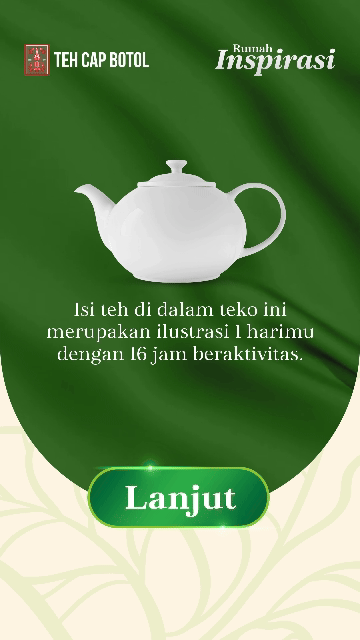 TEH CAP BOTOL
Rumah
Inspirasi
Isi teh di dalam teko ini
merupakan ilustrasi 1 harimu
dengan 16 jam beraktivitas.
Lanjut